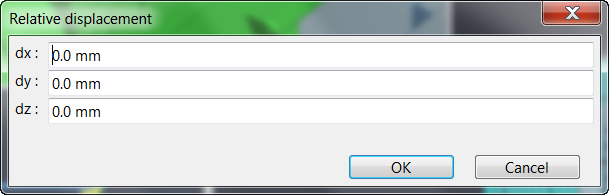 Relative displacement
dx : 0.0 mm
dy : 0.0 mm
dz : 0.0 mm
OK Cancel